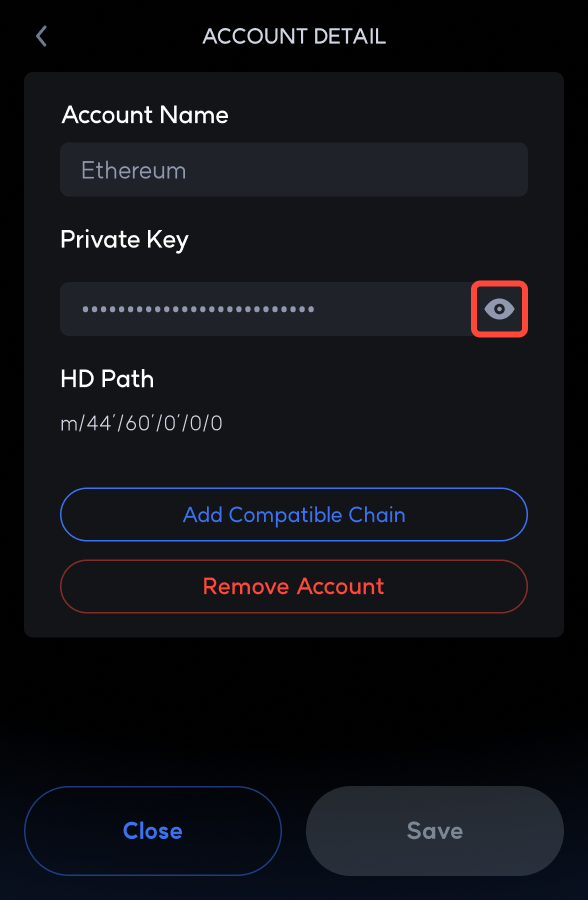 ACCOUNT DETAIL
Account Name
Ethereum
Private Key
••••••••••••••••••••••••••
HD Path
m/44'/60'/0'/0/0
Add Compatible Chain
Remove Account
Close
Save